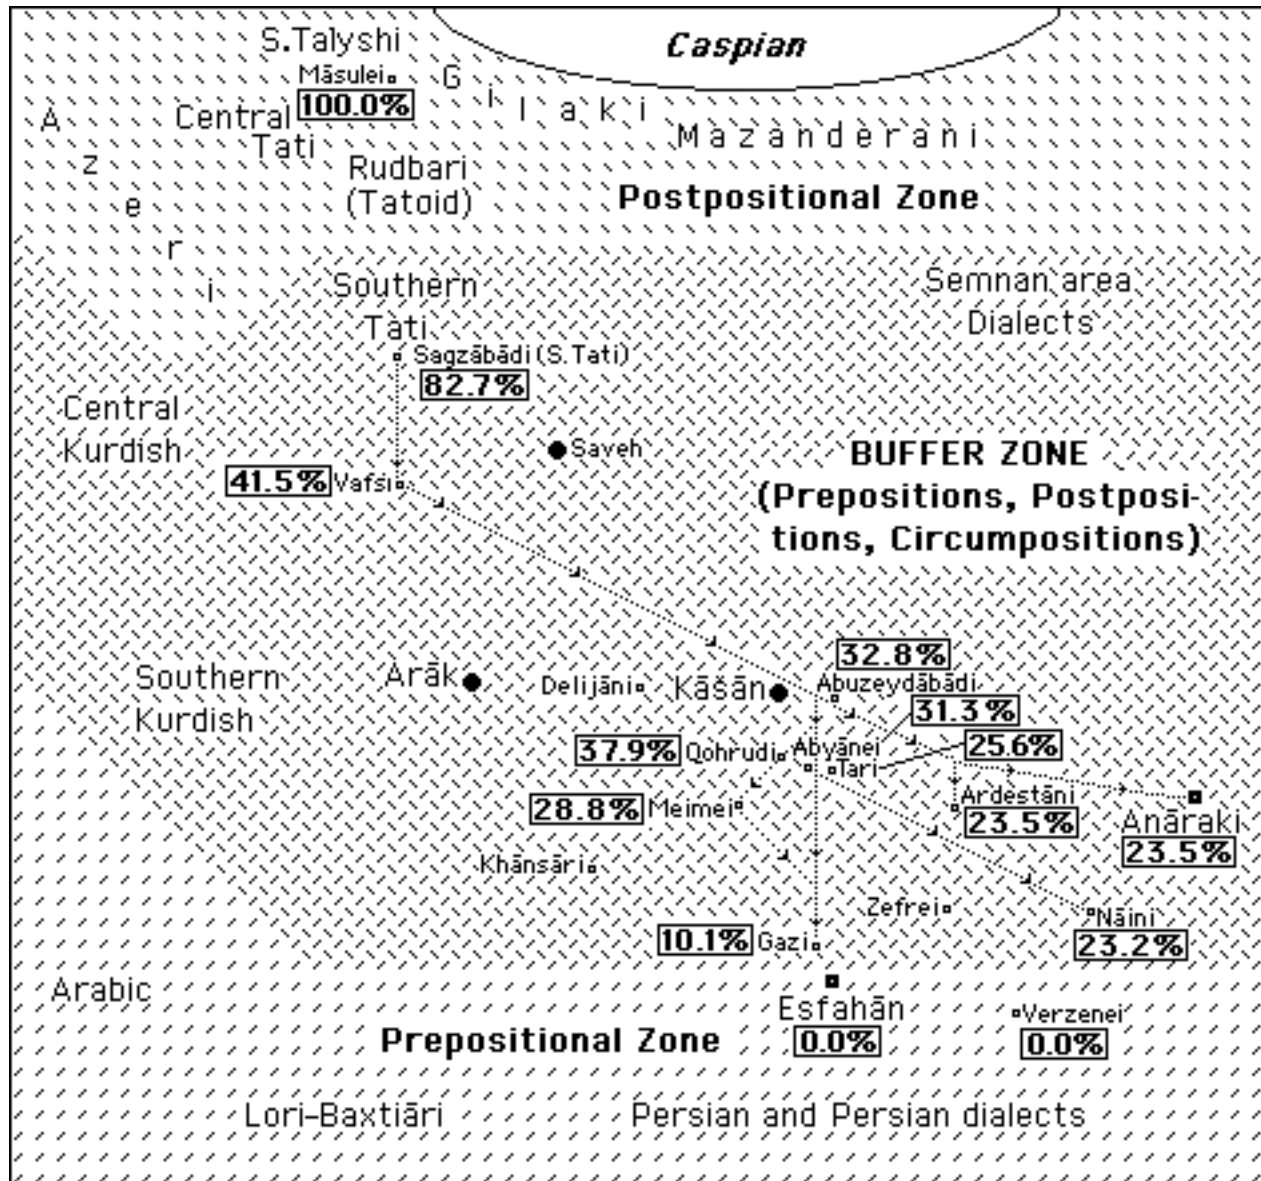 S.Talyshi
Caspian
Māsulei
100.0%
Gilaki
Azeri
Central
Tati
Mazanderani
Rudbari
(Tatoid)
Postpositional Zone
Southern
Tati
Semnan area
Dialects
Sagzābādi (S.Tati)
82.7%
Central
Kurdish
Saveh
BUFFER ZONE
(Prepositions, Postposi-
tions, Circumpositions)
41.5% Vafsi
32.8%
Abuzeydābādi
Southern
Kurdish
Arāk
Delijāni
Kāšān
31.3%
37.9% Qohrudi
Abyānei
25.6%
Tari
28.8% Meimei
Ardestāni
23.5%
Anāraki
23.5%
Khānsāri
Zefrei
Nāini
23.2%
10.1% Gazi
Arabic
Esfahān
0.0%
Verzenei
0.0%
Prepositional Zone
Lori-Baxtiāri
Persian and Persian dialects